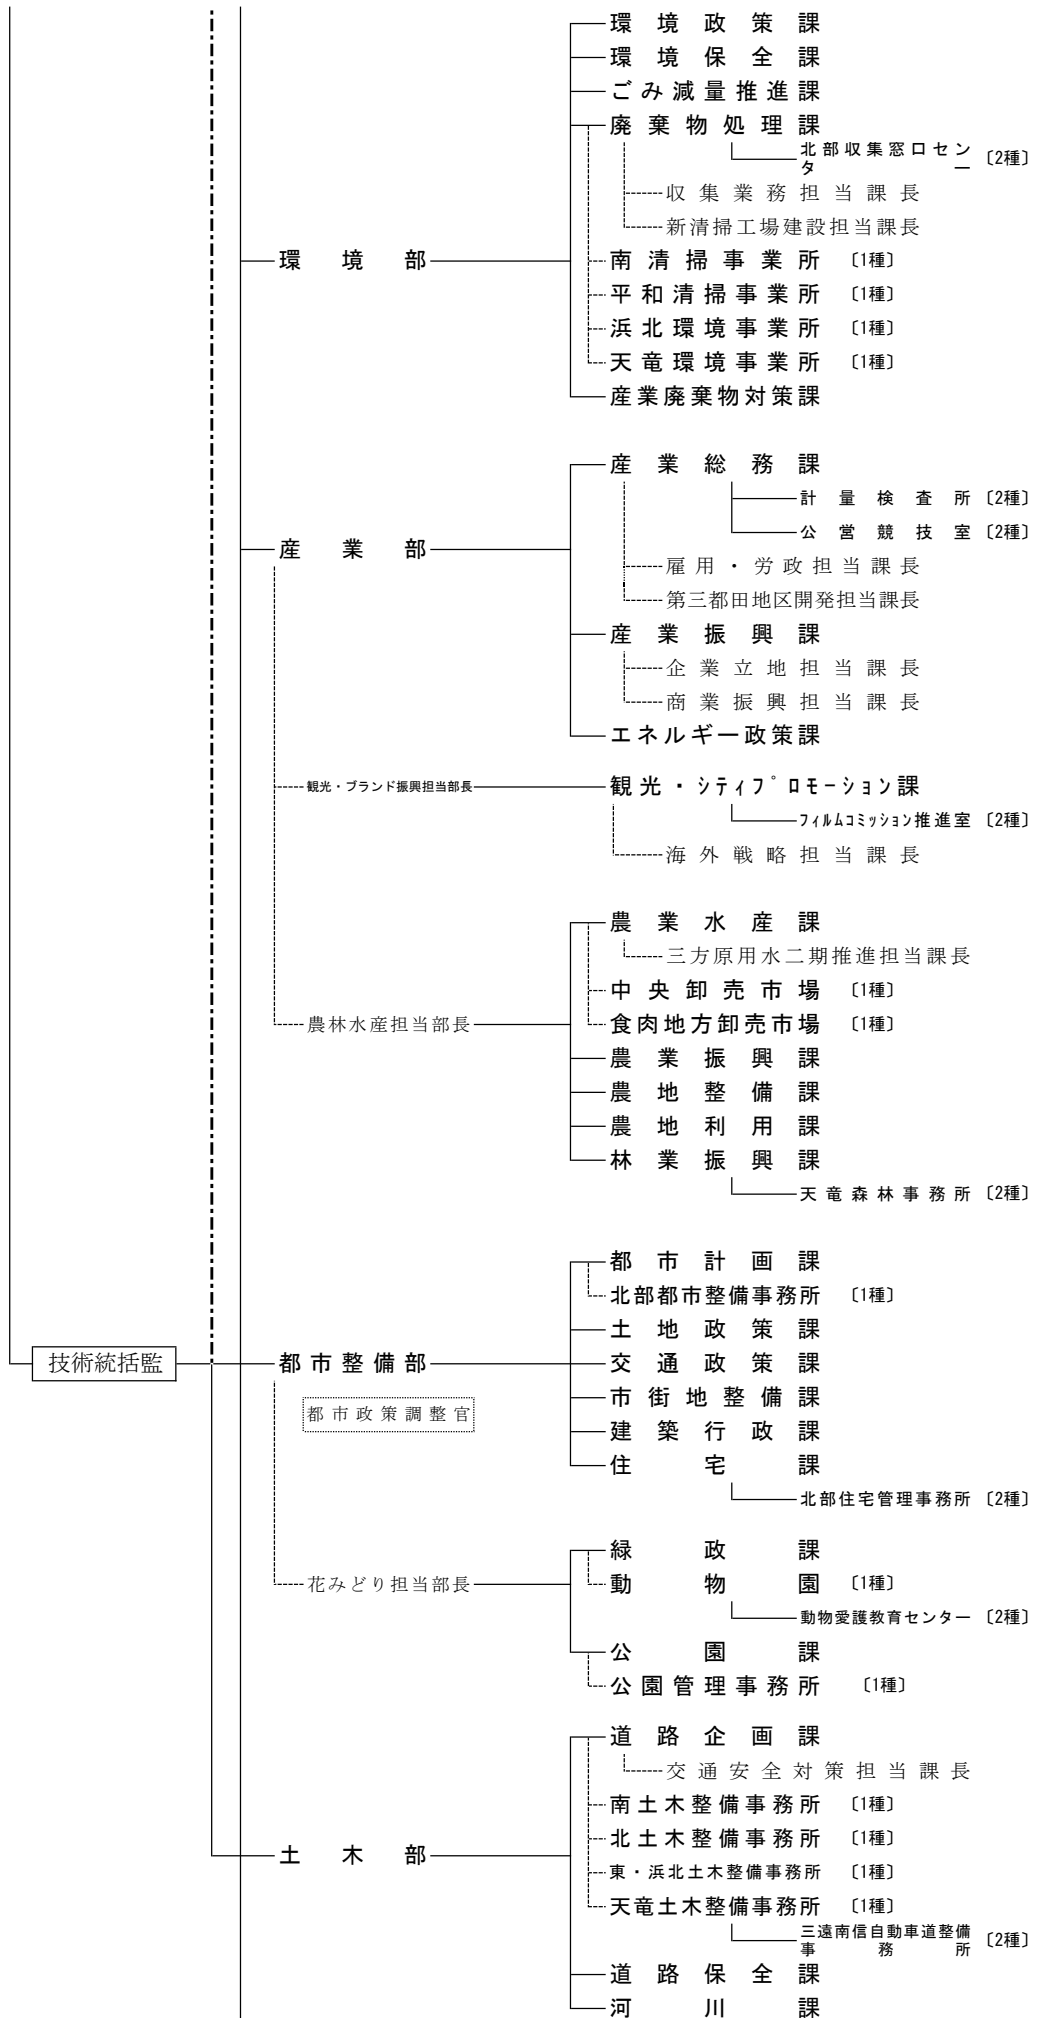 環境政策課
環境保全課
ごみ減量推進課
廃棄物処理課
北部収集窓口セン
ター 〔2種〕
収集業務担当課長
新清掃工場建設担当課長
環境部
南清掃事業所 〔1種〕
平和清掃事業所 〔1種〕
浜北環境事業所 〔1種〕
天竜環境事業所 〔1種〕
産業廃棄物対策課
産業総務課
計量検査所 〔2種〕
公営競技室 〔2種〕
産業部
雇用・労政担当課長
第三都田地区開発担当課長
産業振興課
企業立地担当課長
商業振興担当課長
エネルギー政策課
観光・ブランド振興担当部長
観光・シティプロモーション課
フィルムコミッション推進室 〔2種〕
海外戦略担当課長
農業水産課
三方原用水二期推進担当課長
中央卸売市場 〔1種〕
農林水産担当部長
食肉地方卸売市場 〔1種〕
農業振興課
農地整備課
農地利用課
林業振興課
天竜森林事務所 〔2種〕
都市計画課
北部都市整備事務所 〔1種〕
土地政策課
技術統括監
都市整備部
交通政策課
市街地整備課
都市政策調整官
建築行政課
住宅課
北部住宅管理事務所 〔2種〕
緑政課
花みどり担当部長
動物園 〔1種〕
動物愛護教育センター 〔2種〕
公園課
公園管理事務所 〔1種〕
道路企画課
交通安全対策担当課長
南土木整備事務所 〔1種〕
北土木整備事務所 〔1種〕
土木部
東・浜北土木整備事務所 〔1種〕
天竜土木整備事務所 〔1種〕
三遠南信自動車道整備
事務所 〔2種〕
道路保全課
河川課